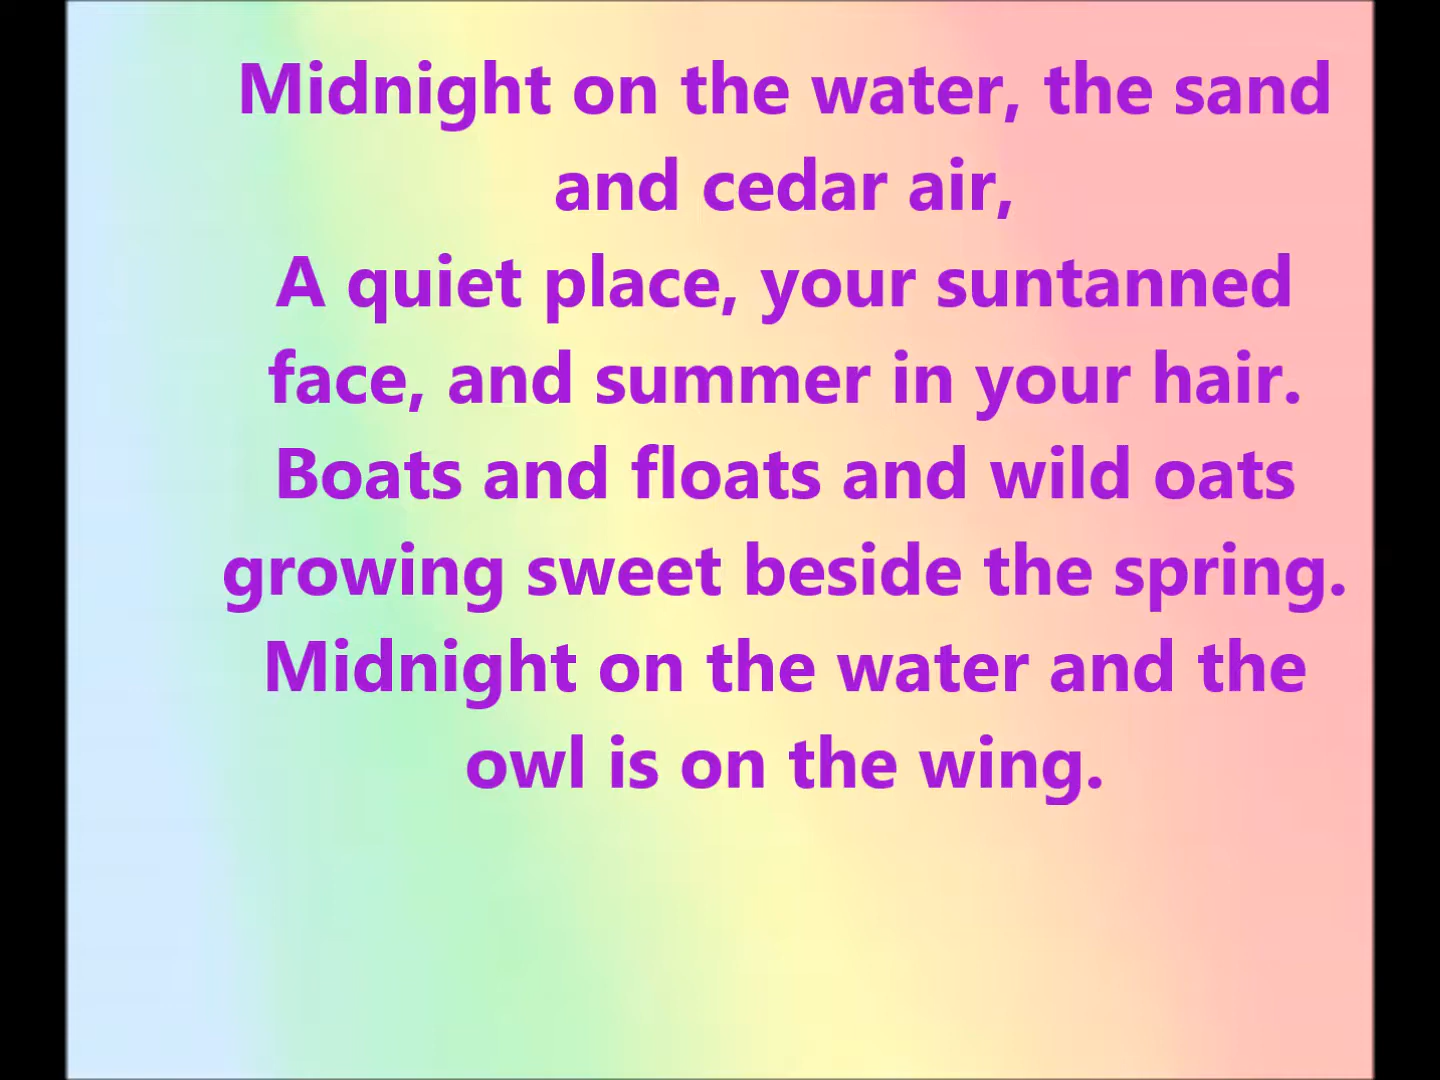 Midnight on the water, the sand
and cedar air,
A quiet place, your suntanned
face, and summer in your hair.
Boats and floats and wild oats
growing sweet beside the spring.
Midnight on the water and the
owl is on the wing.